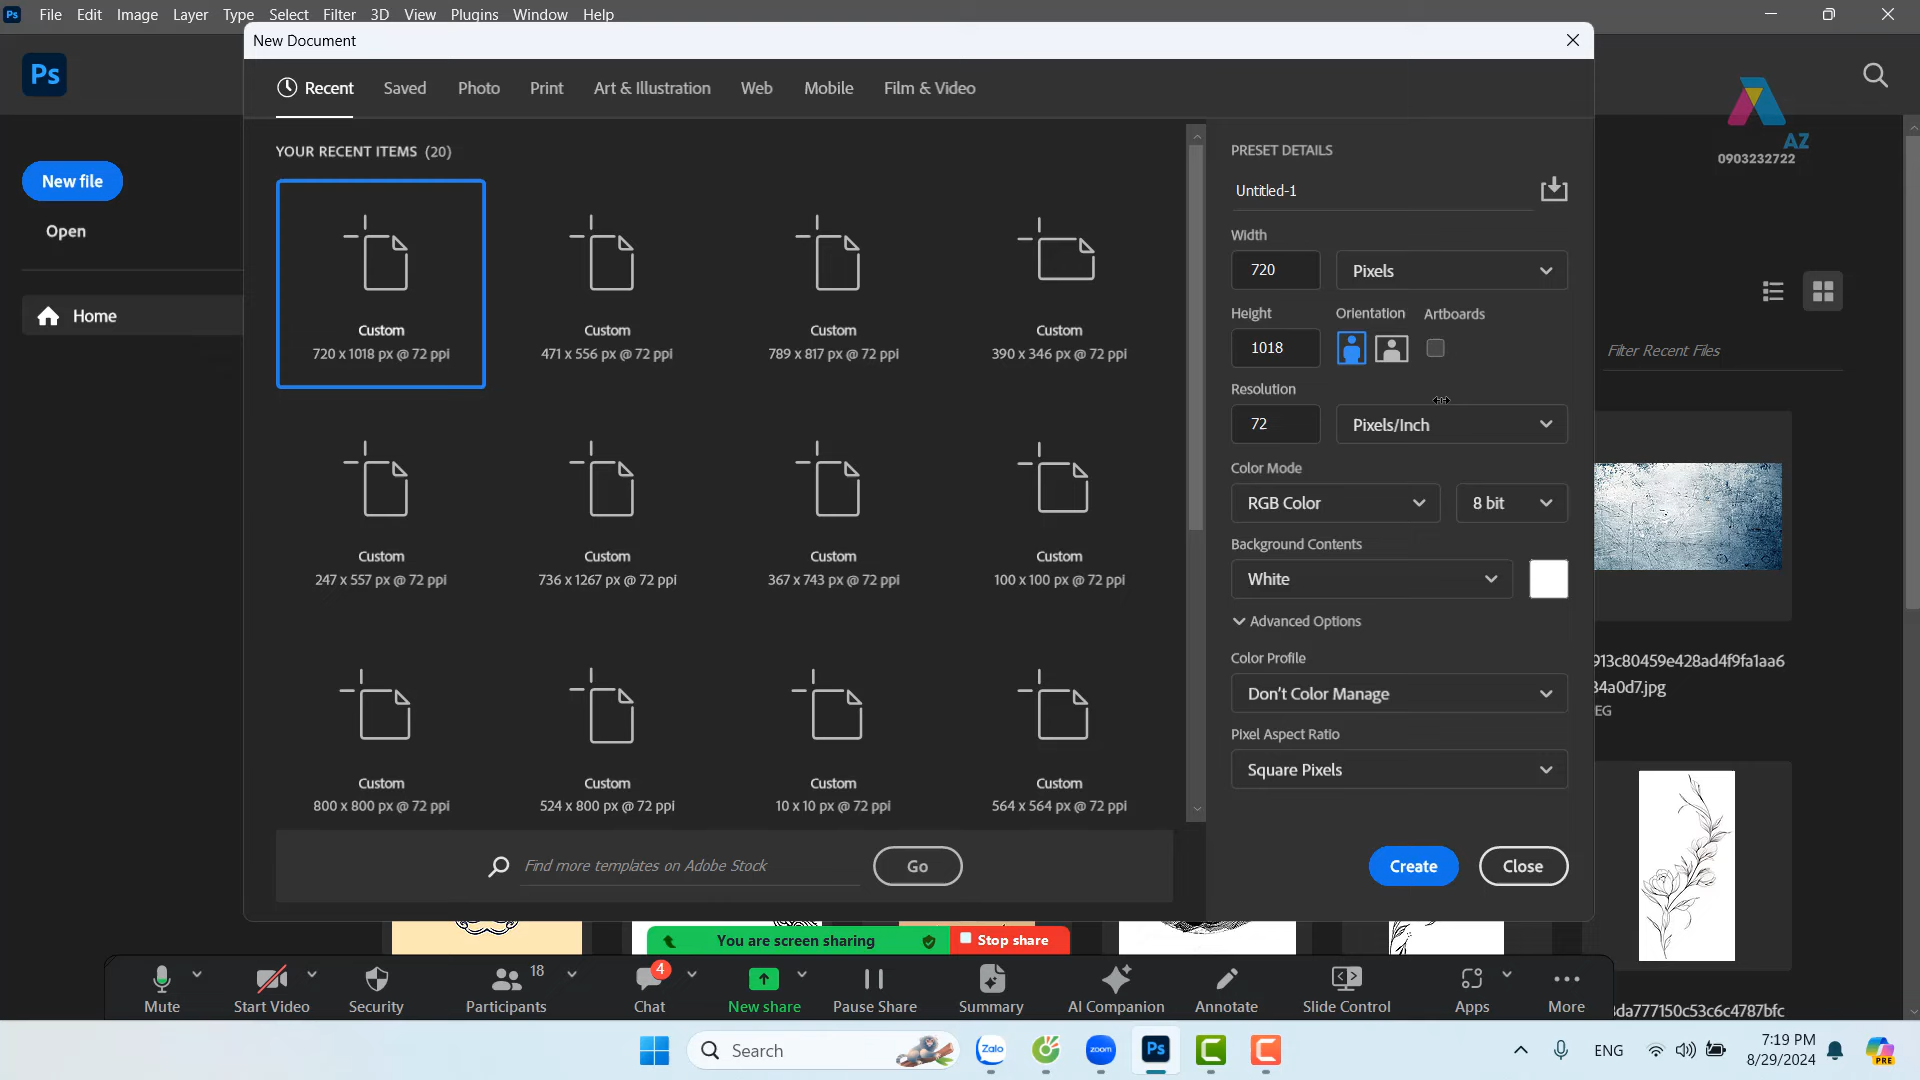 Ps File Edit Image Layer Type Select Filter 3D View Plugins Window Help
New Document
Ps
Recent Saved Photo Print Art & Illustration Web Mobile Film & Video
AZ
0903232722
New file
Open
Home
YOUR RECENT ITEMS (20)
Custom
720 x 1018 px @ 72 ppi
Custom
471 x 556 px @ 72 ppi
Custom
789 x 817 px @ 72 ppi
Custom
390 x 346 px @ 72 ppi
Custom
247 x 557 px @ 72 ppi
Custom
736 x 1267 px @ 72 ppi
Custom
367 x 743 px @ 72 ppi
Custom
100 x 100 px @ 72 ppi
Custom
800 x 800 px @ 72 ppi
Custom
524 x 800 px @ 72 ppi
Custom
10 x 10 px @ 72 ppi
Custom
564 x 564 px @ 72 ppi
Find more templates on Adobe Stock Go
PRESET DETAILS
Untitled-1
Width
720 Pixels
Height Orientation Artboards
1018
Resolution
72 Pixels/Inch
Color Mode
RGB Color 8 bit
Background Contents
White
Advanced Options
Color Profile
Don't Color Manage
Pixel Aspect Ratio
Square Pixels
Create Close
Filter Recent Files
913c80459e428ad4f9fa1aa6
34a0d7.jpg
EG
da777150c53c6c4787bfc
You are screen sharing Stop share
18 4
Mute Start Video Security Participants Chat New share Pause Share Summary AI Companion Annotate Slide Control Apps More
Search Zalo zoom Ps ENG 7:19 PM
8/29/2024
PRE